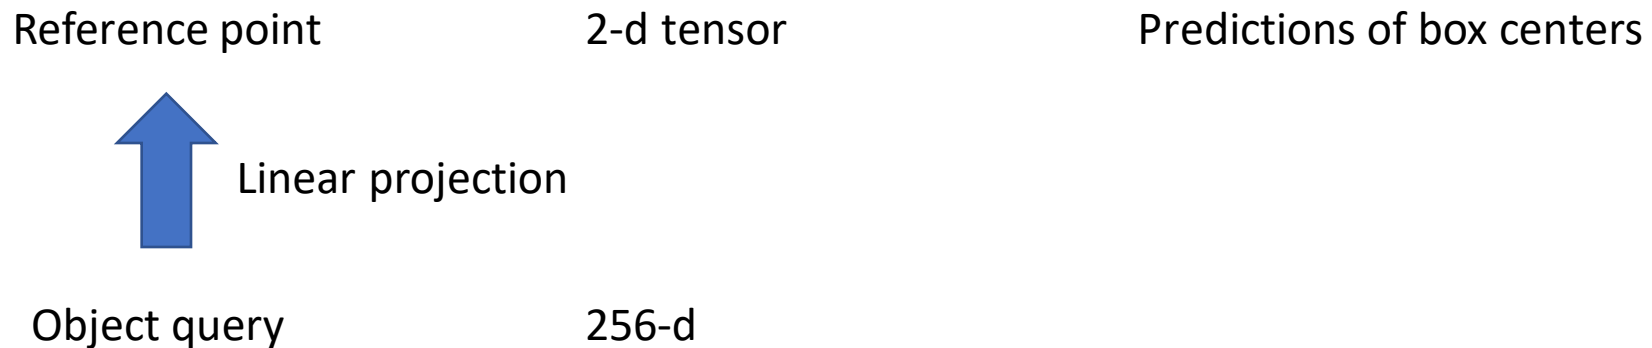 Reference point 2-d tensor Predictions of box centers
Linear projection
Object query 256-d